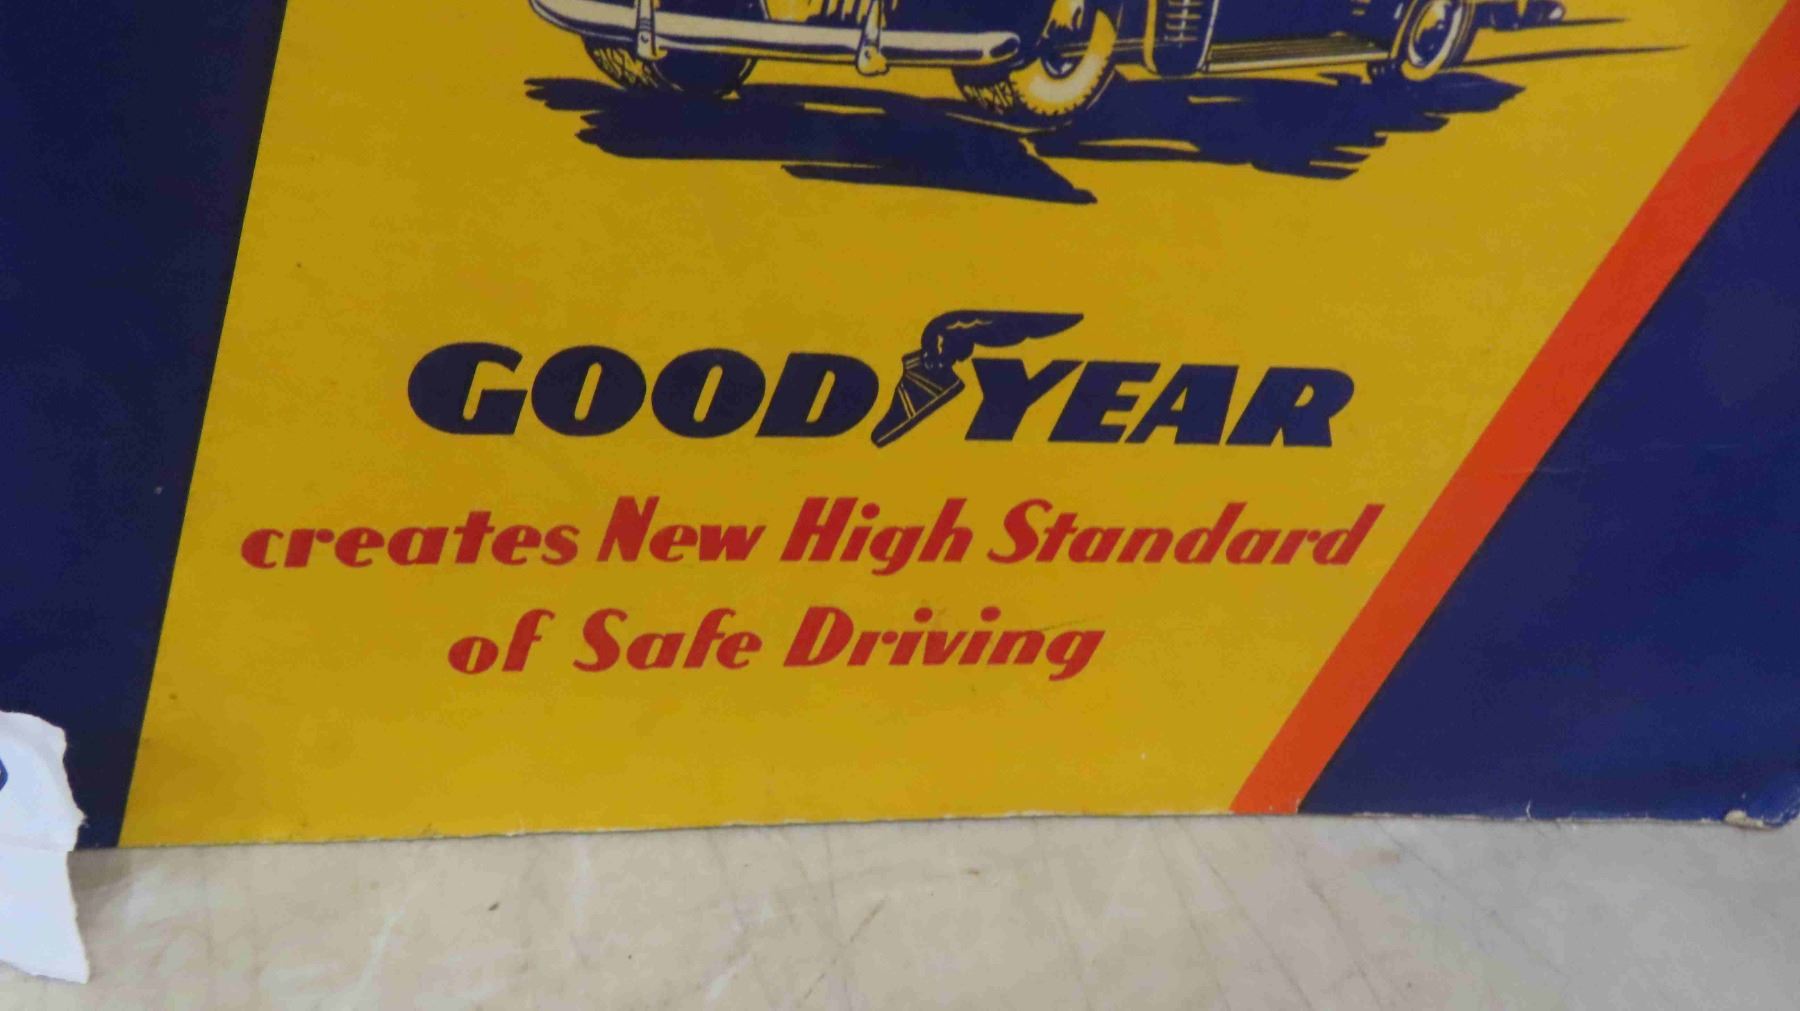 GOODYEAR
creates New High Standard
of Safe Driving